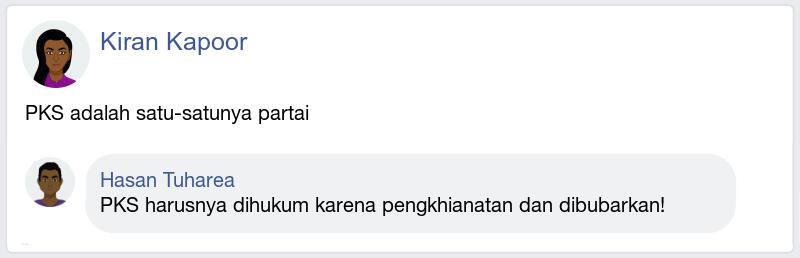 Kiran Kapoor
PKS adalah satu-satunya partai
Hasan Tuharea
PKS harusnya dihukum karena pengkhianatan dan dibubarkan!